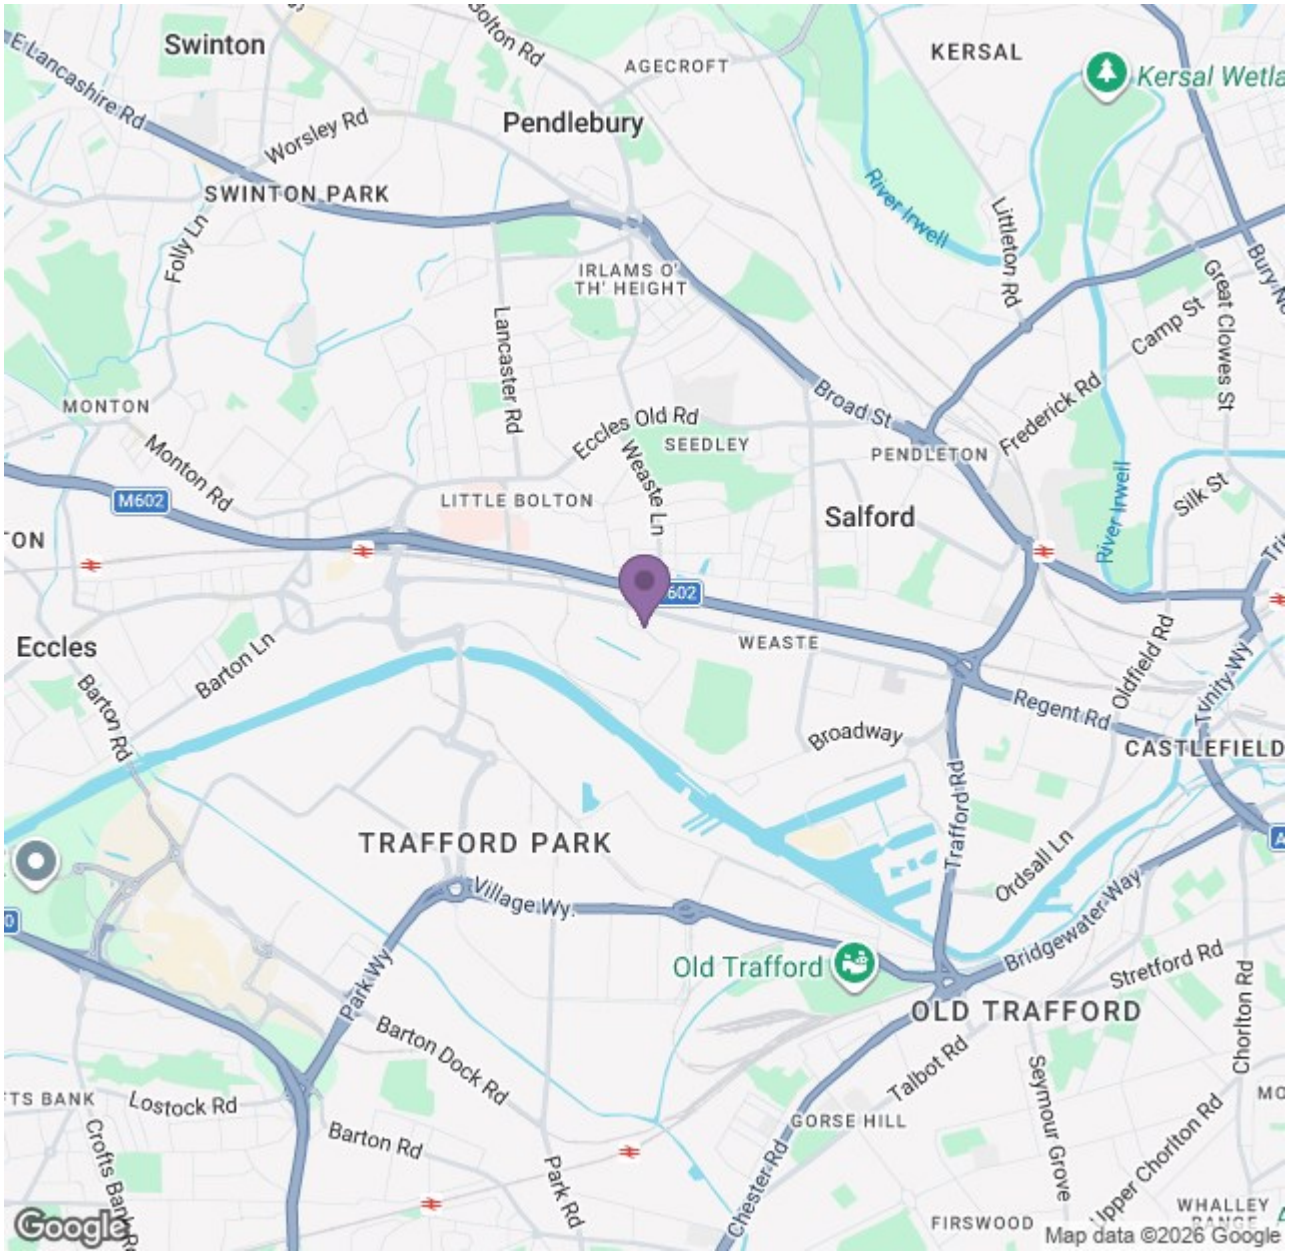 Swinton
Bolton Rd
AGECROFT
KERSAL
E Lancashire Rd
Kersal Wetla
Pendlebury
Worsley Rd
SWINTON PARK
River Irwell
Littleton Rd
Folly Ln
IRLAMS O'
TH' HEIGHT
Bury N
Great Clowes St
Camp St
Lancaster Rd
Broad St
Frederick Rd
MONTON
Eccles Old Rd
SEEDLEY
PENDLETON
Monton Rd
Weaste Ln
M602
LITTLE BOLTON
Salford
River Irwell
Silk St
TON
Tri
602
Eccles
WEASTE
Barton Ln
Oldfield Rd
Trinity Wy
Barton Rd
Regent Rd
Broadway
CASTLEFIELD
Trafford Rd
TRAFFORD PARK
A
Ordsall Ln
Village Wy.
Bridgewater Way
0
Old Trafford
Stretford Rd
Park Wy
OLD TRAFFORD
Chorlton Rd
Barton Dock Rd
Talbot Rd
FTS BANK
Lostock Rd
Seymour Grove
MO
GORSE HILL
Barton Rd
Upper Chorlton Rd
Crofts Bank Rd
Park Rd
Chester Rd
WHALLEY
RANGE
FIRSWOOD
Google
Map data ©2026 Google